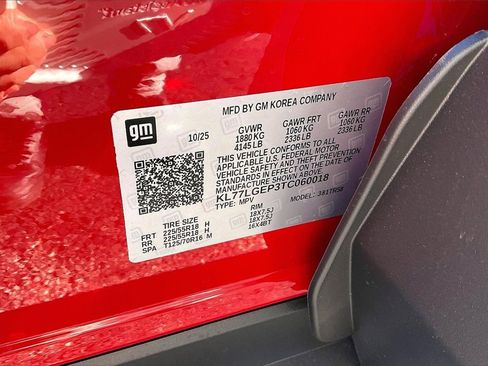 MFD BY GM KOREA COMPANY
gm
10/25
GVWR GAWR FRT GAWR RR
1880 KG 1060 KG 1060 KG
4145 LB 2336 LB 2336 LB
THIS VEHICLE CONFORMS TO ALL
APPLICABLE U.S. FEDERAL MOTOR
VEHICLE SAFETY AND THEFT PREVENTION
STANDARDS IN EFFECT ON THE DATE OF
MANUFACTURE SHOWN ABOVE.
KL77LGEP3TC060018
TYPE: MPV MODEL: 381TR58
TIRE SIZE RIM
FRT 225/55R18 H 18X7.5J
RR 225/55R18 H 18X7.5J
SPA T125/70R16 M 16X4BT